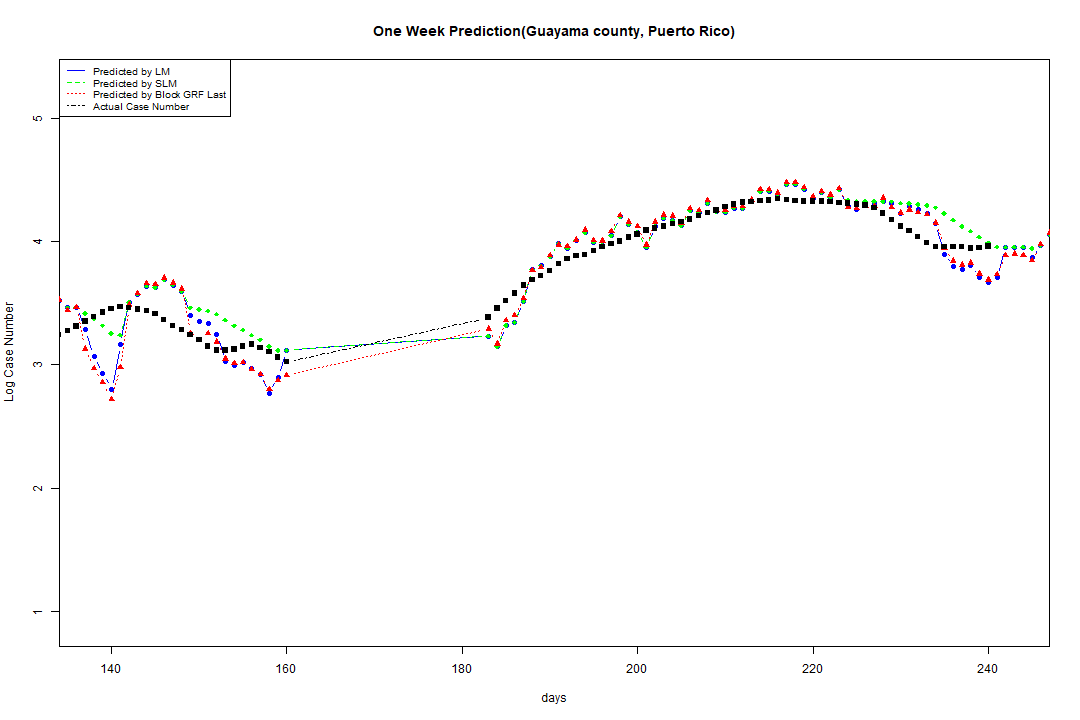 One Week Prediction(Guayama county, Puerto Rico)
Predicted by LM
Predicted by SLM
Predicted by Block GRF Last
Actual Case Number
5
4
3
2
1
Log Case Number
140 160 180 200 220 240
days